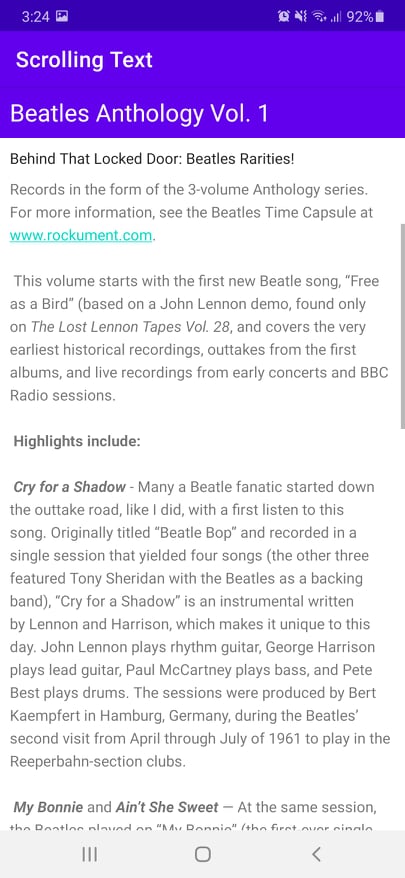 3:24 92%
Scrolling Text
Beatles Anthology Vol. 1
Behind That Locked Door: Beatles Rarities!
Records in the form of the 3-volume Anthology series.
For more information, see the Beatles Time Capsule at
www.rockument.com.
This volume starts with the first new Beatle song, “Free
as a Bird” (based on a John Lennon demo, found only
on The Lost Lennon Tapes Vol. 28, and covers the very
earliest historical recordings, outtakes from the first
albums, and live recordings from early concerts and BBC
Radio sessions.
Highlights include:
Cry for a Shadow - Many a Beatle fanatic started down
the outtake road, like I did, with a first listen to this
song. Originally titled “Beatle Bop” and recorded in a
single session that yielded four songs (the other three
featured Tony Sheridan with the Beatles as a backing
band), “Cry for a Shadow” is an instrumental written
by Lennon and Harrison, which makes it unique to this
day. John Lennon plays rhythm guitar, George Harrison
plays lead guitar, Paul McCartney plays bass, and Pete
Best plays drums. The sessions were produced by Bert
Kaempfert in Hamburg, Germany, during the Beatles’
second visit from April through July of 1961 to play in the
Reeperbahn-section clubs.
My Bonnie and Ain’t She Sweet — At the same session,
the Beatles played on “My Bonnie” (the first-ever single